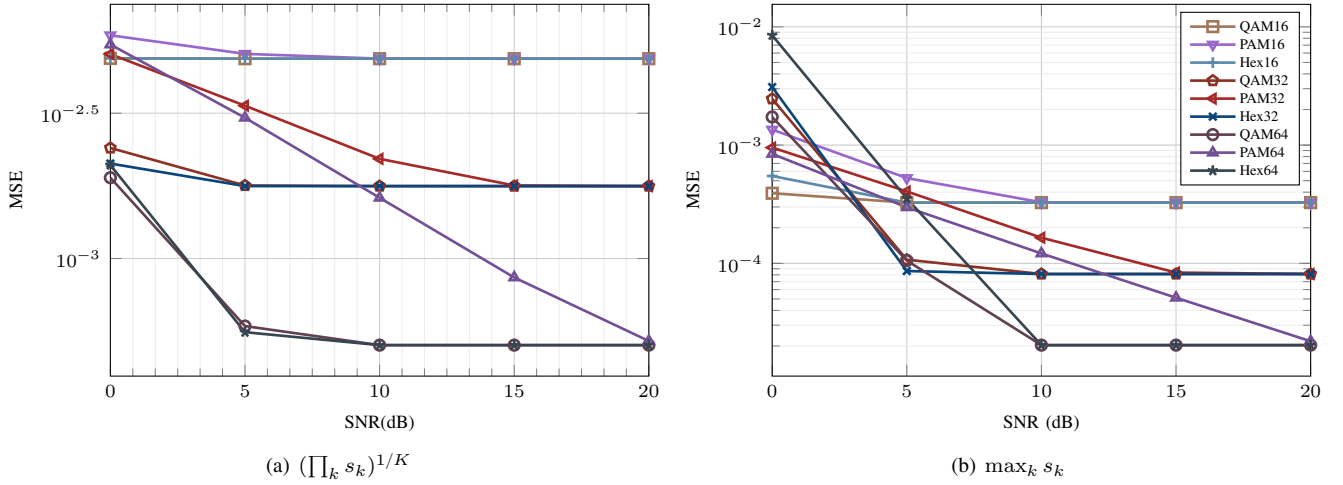 10^−2.5
10^−3
MSE
0 5 10 15 20
SNR(dB)
(a) (∏_k s_k)^{1/K}
10^−2
10^−3
10^−4
MSE
QAM16
PAM16
Hex16
QAM32
PAM32
Hex32
QAM64
PAM64
Hex64
0 5 10 15 20
SNR (dB)
(b) max_k s_k